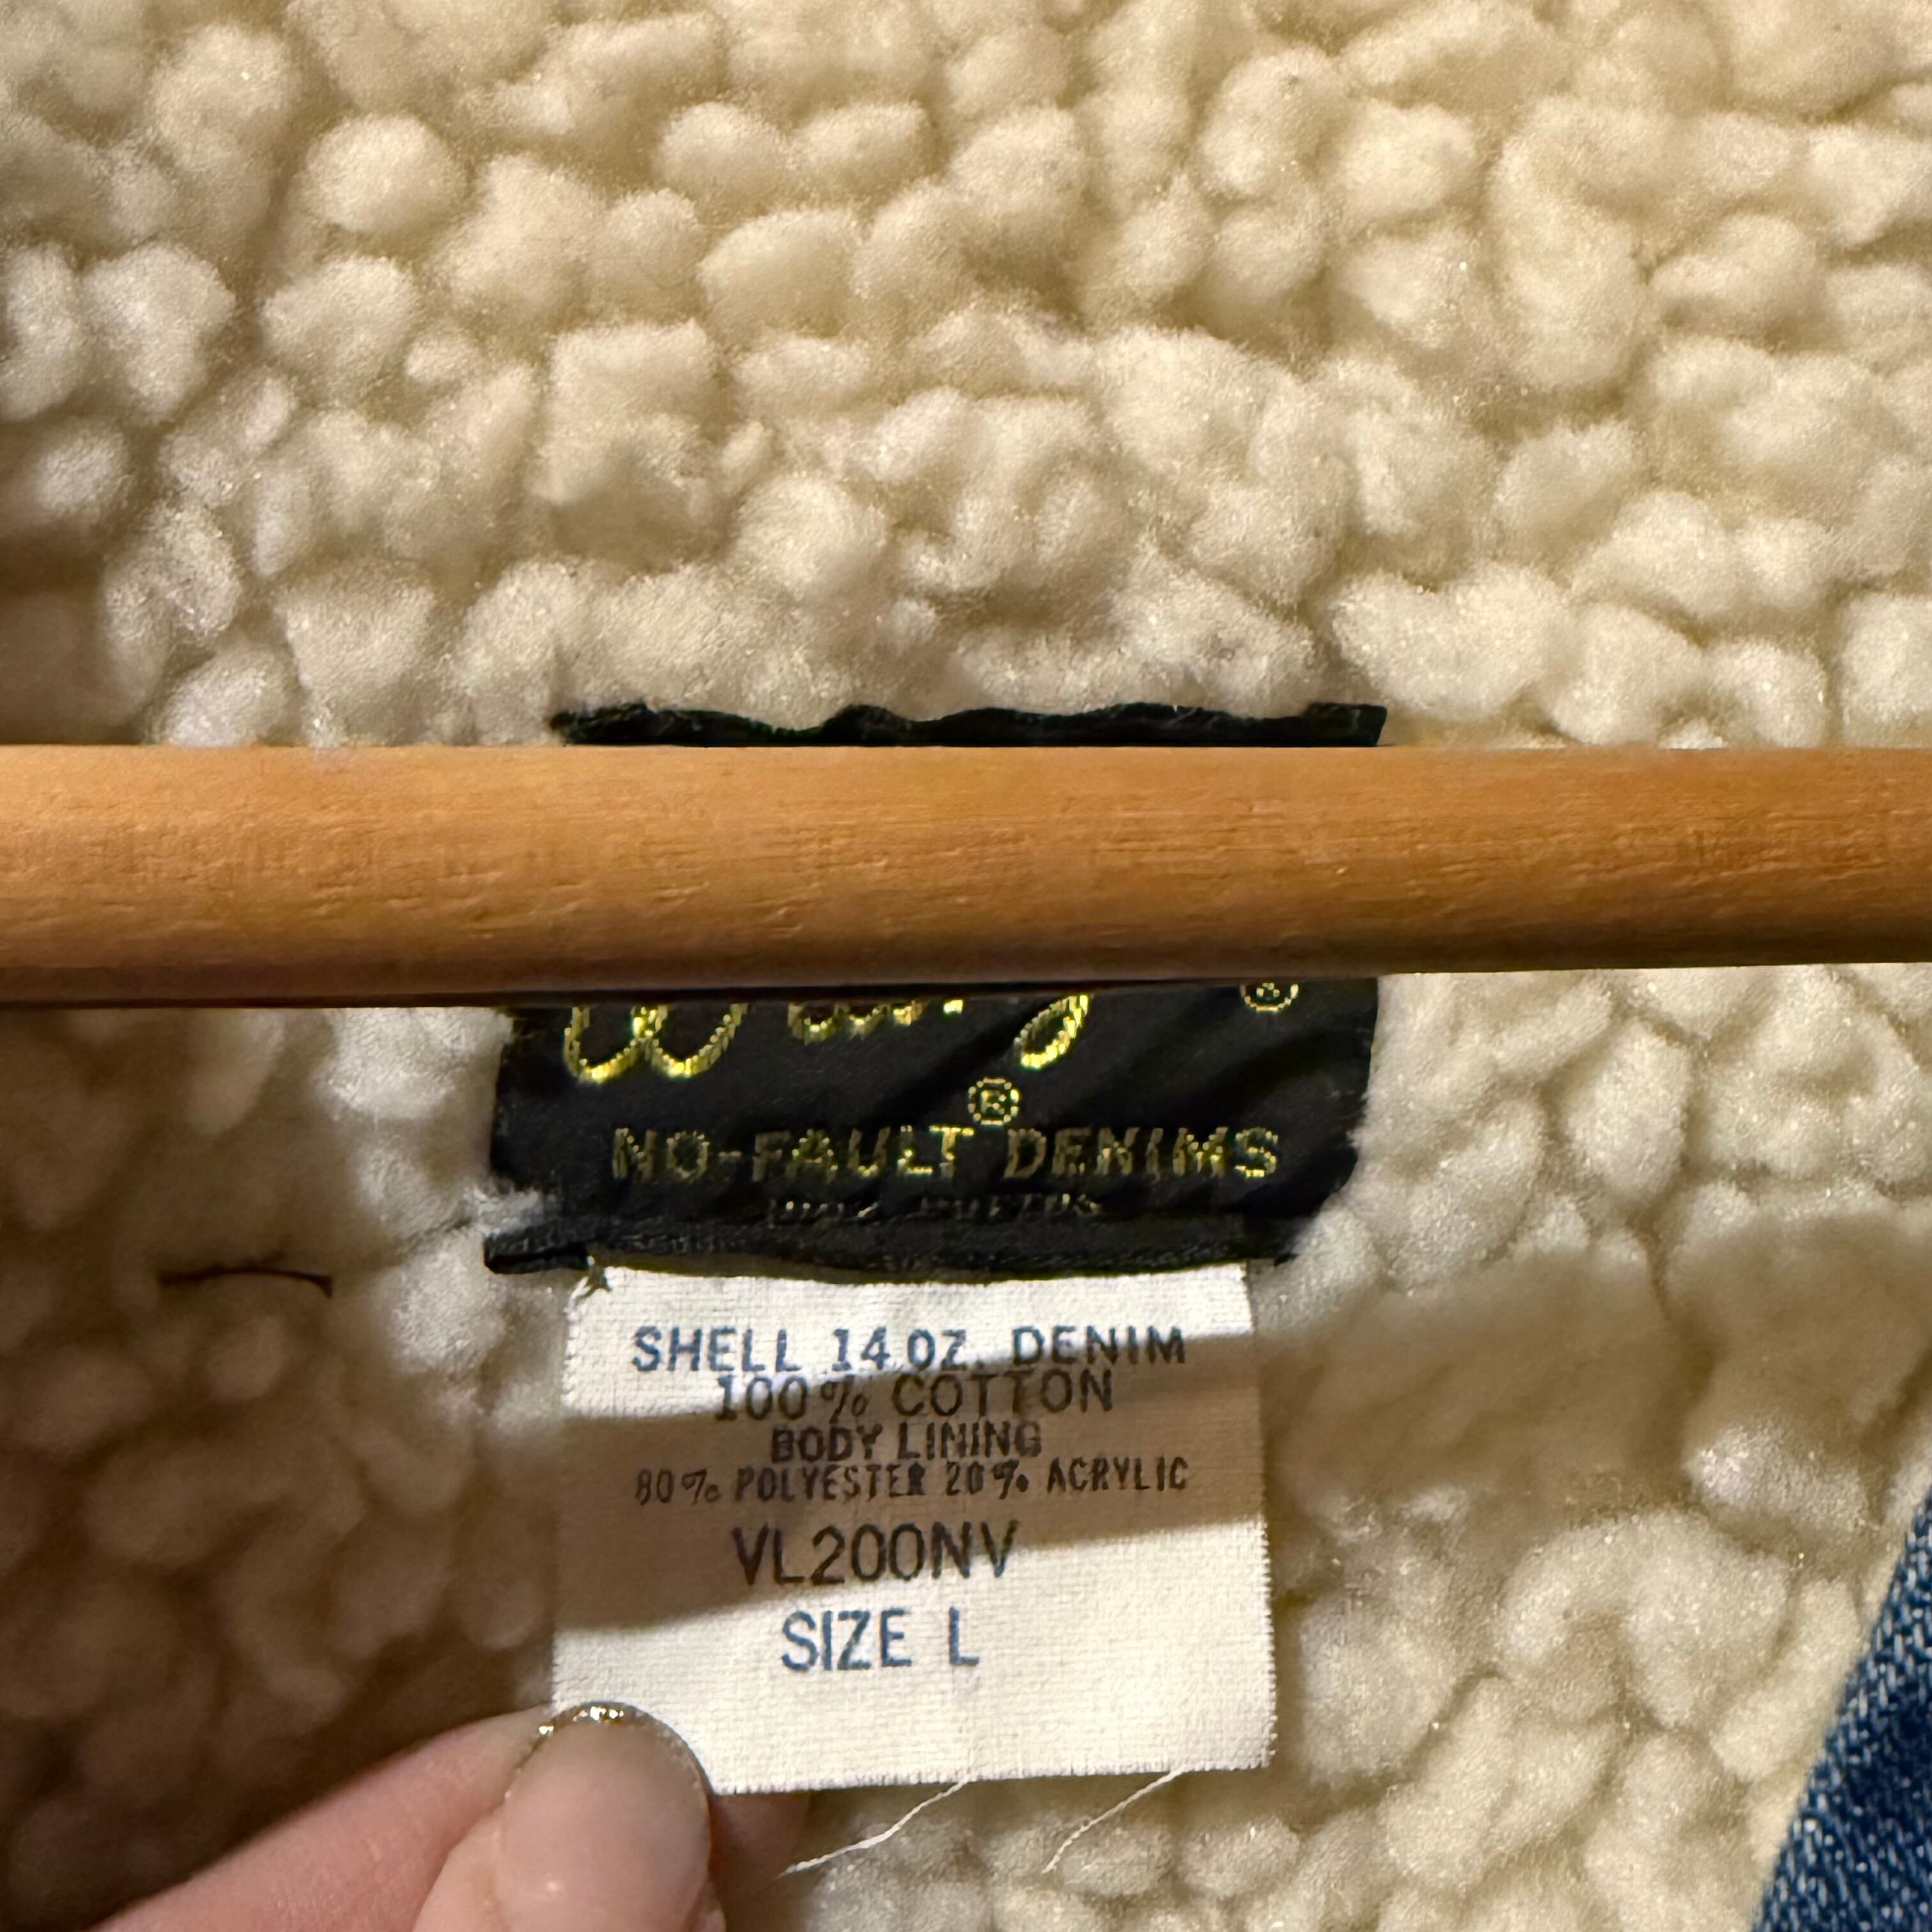 ®
®
NO-FAULT DENIMS
SHELL 14 OZ. DENIM
100% COTTON
BODY LINING
80% POLYESTER 20% ACRYLIC
VL200NV
SIZE L